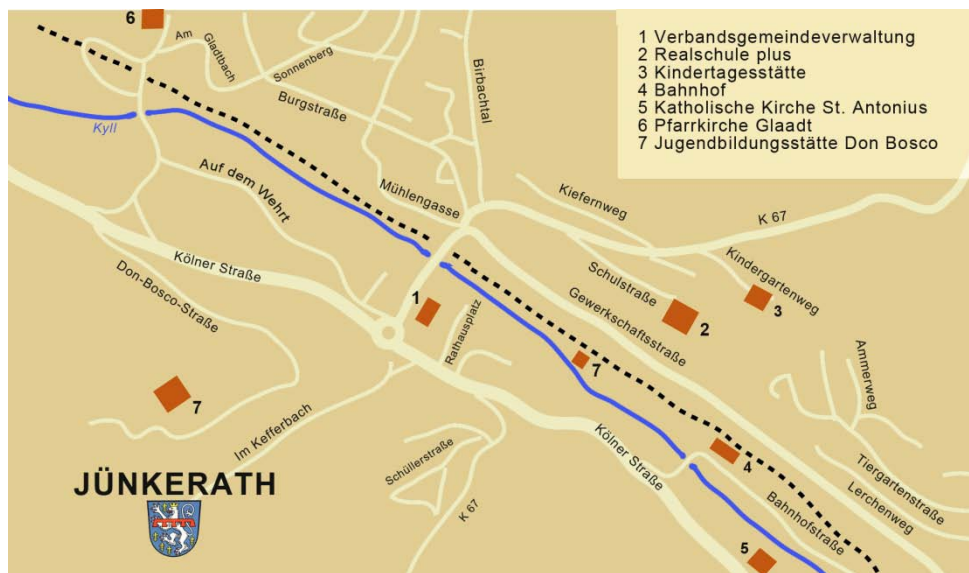 6
Am
Gladtbach
Sonnenberg
Burgstraße
Birbachtal
Kyll
Auf dem Wehrt
Mühlengasse
Kiefernweg
K 67
Kindergartenweg
1 Verbandsgemeindeverwaltung
2 Realschule plus
3 Kindertagesstätte
4 Bahnhof
5 Katholische Kirche St. Antonius
6 Pfarrkirche Glaadt
7 Jugendbildungsstätte Don Bosco
Kölner Straße
Don-Bosco-Straße
1
Rathausplatz
Schulstraße
Gewerkschaftsstraße
2
3
7
Ammerweg
7
Im Kefferbach
Schüllerstraße
K 67
Kölner Straße
4
Tiergartenstraße
Lerchenweg
Bahnhofstraße
5
JÜNKERATH